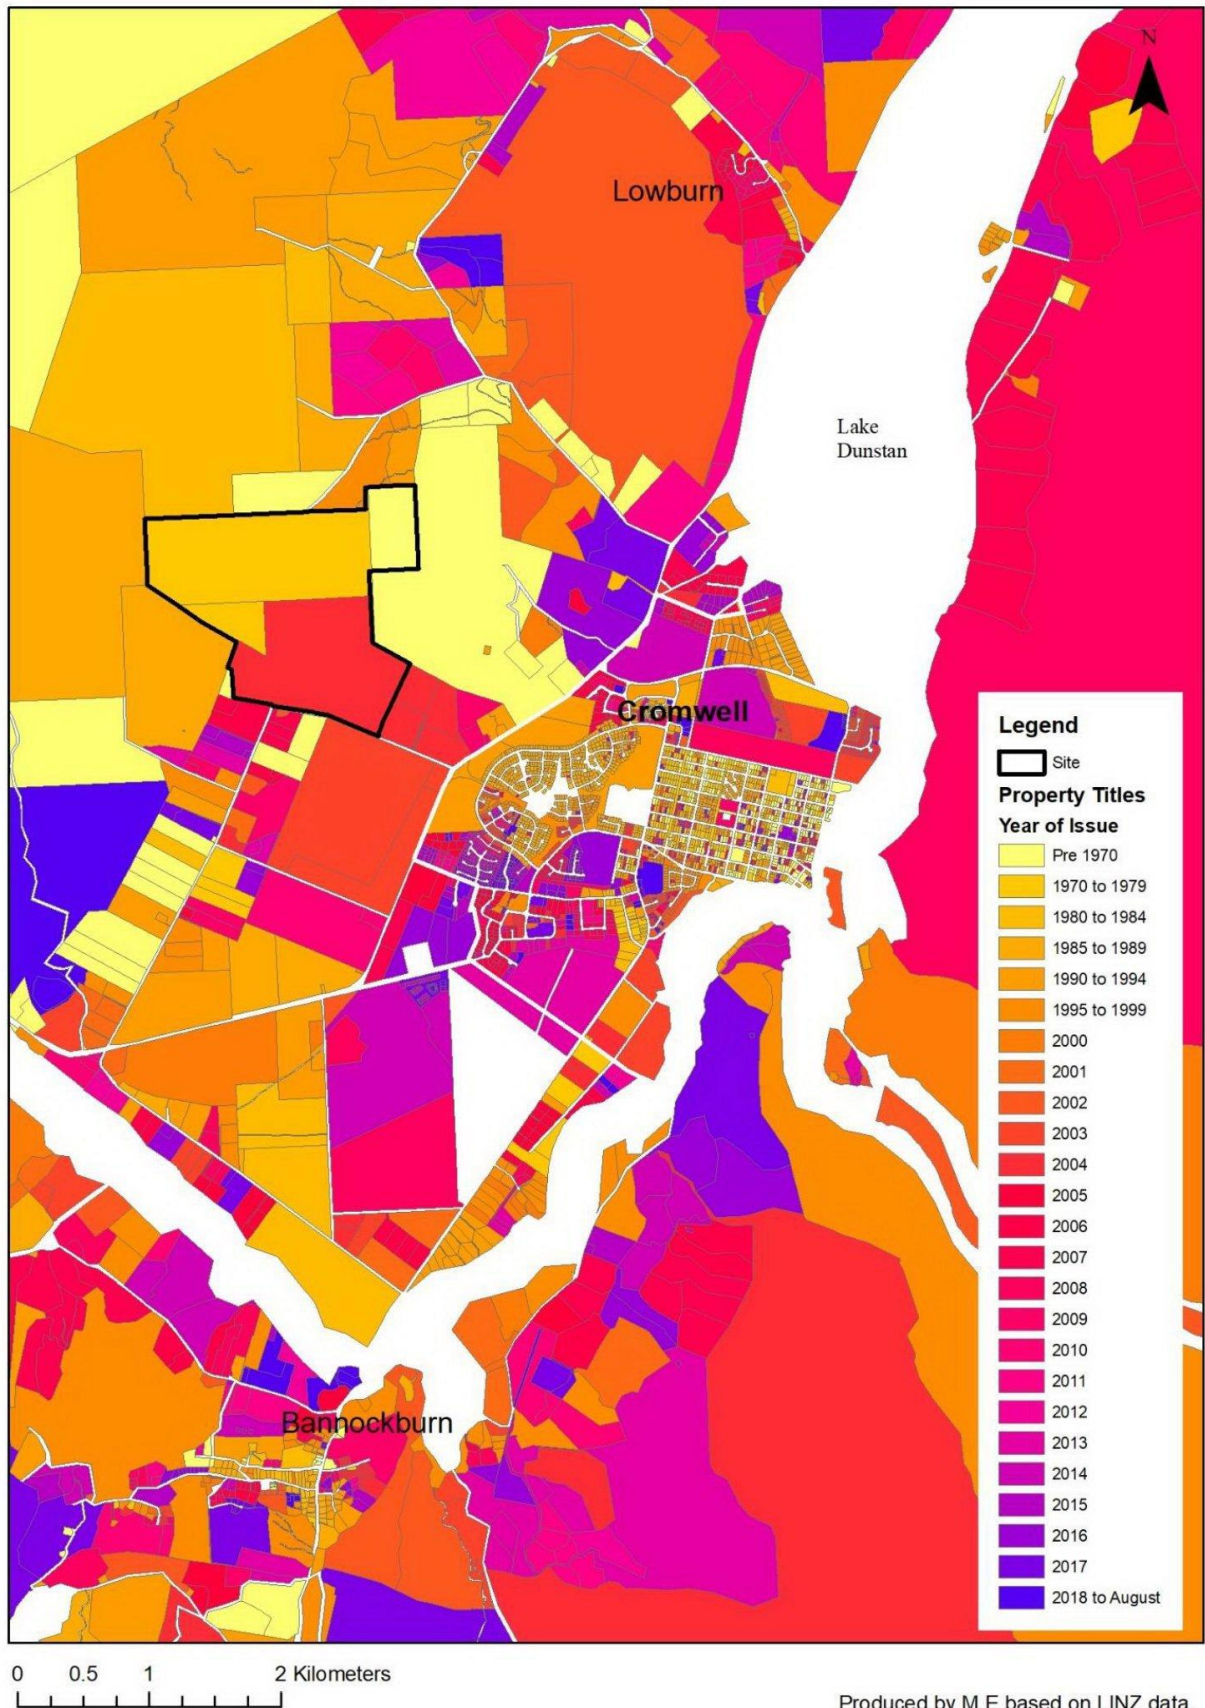 N
Lowburn
Lake
Dunstan
Cromwell
Bannockburn
Legend
Site
Property Titles
Year of Issue
Pre 1970
1970 to 1979
1980 to 1984
1985 to 1989
1990 to 1994
1995 to 1999
2000
2001
2002
2003
2004
2005
2006
2007
2008
2009
2010
2011
2012
2013
2014
2015
2016
2017
2018 to August
0 0.5 1 2 Kilometers
Produced by M.E based on LINZ data.